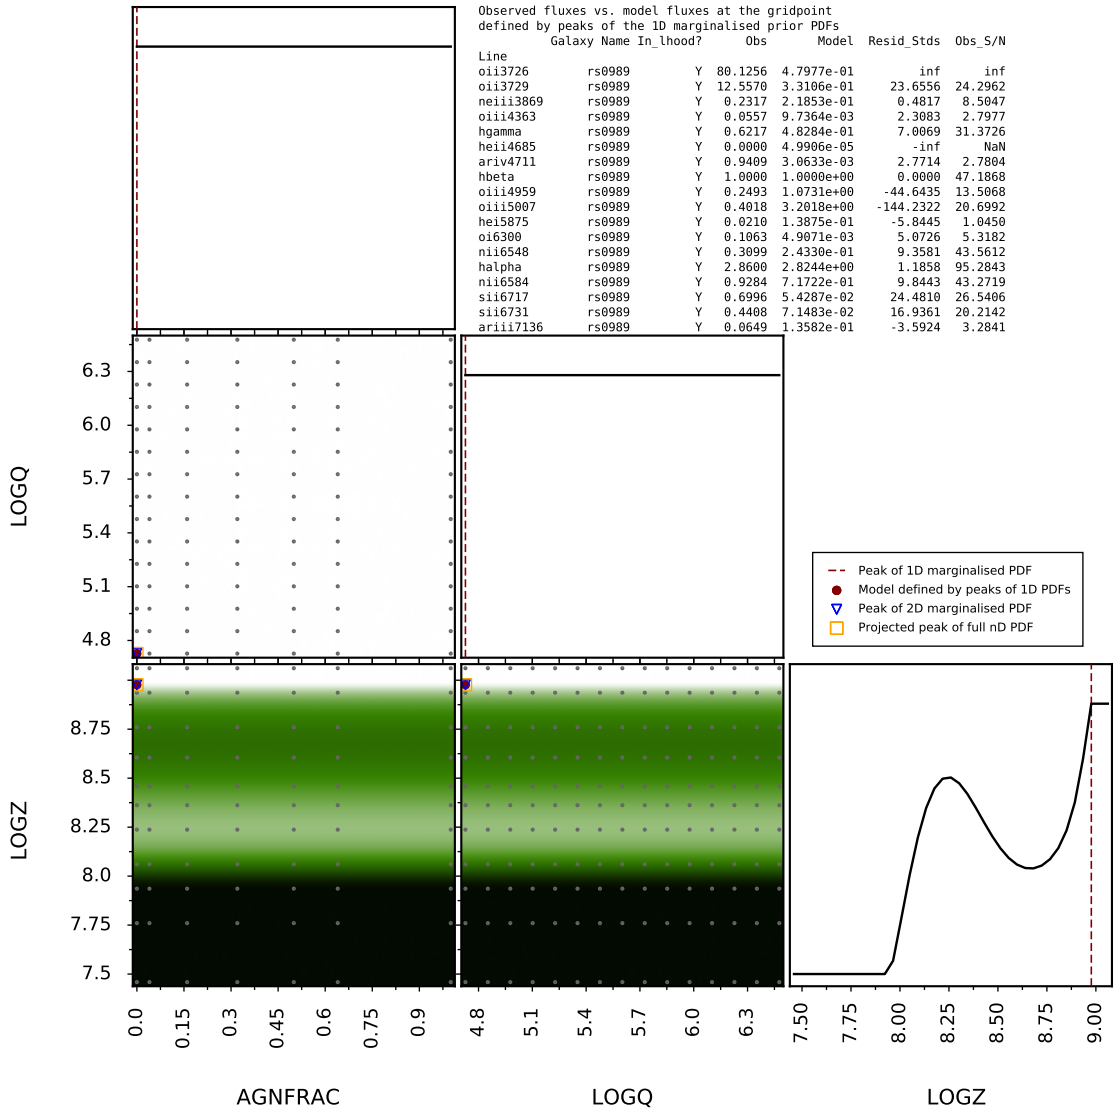 Observed fluxes vs. model fluxes at the gridpoint
defined by peaks of the 1D marginalised prior PDFs
Galaxy Name In_lhood? Obs Model Resid_Stds Obs_S/N
Line
oii3726 rs0989 Y 80.1256 4.7977e-01 inf inf
oii3729 rs0989 Y 12.5570 3.3106e-01 23.6556 24.2962
neiii3869 rs0989 Y 0.2317 2.1853e-01 0.4817 8.5047
oiii4363 rs0989 Y 0.0557 9.7364e-03 2.3083 2.7977
hgamma rs0989 Y 0.6217 4.8284e-01 7.0069 31.3726
heii4685 rs0989 Y 0.0000 4.9906e-05 -inf NaN
ariv4711 rs0989 Y 0.9409 3.0633e-03 2.7714 2.7804
hbeta rs0989 Y 1.0000 1.0000e+00 0.0000 47.1868
oiii4959 rs0989 Y 0.2493 1.0731e+00 -44.6435 13.5068
oiii5007 rs0989 Y 0.4018 3.2018e+00 -144.2322 20.6992
hei5875 rs0989 Y 0.0210 1.3875e-01 -5.8445 1.0450
oi6300 rs0989 Y 0.1063 4.9071e-03 5.0726 5.3182
nii6548 rs0989 Y 0.3099 2.4330e-01 9.3581 43.5612
halpha rs0989 Y 2.8600 2.8244e+00 1.1858 95.2843
nii6584 rs0989 Y 0.9284 7.1722e-01 9.8443 43.2719
sii6717 rs0989 Y 0.6996 5.4287e-02 24.4810 26.5406
sii6731 rs0989 Y 0.4408 7.1483e-02 16.9361 20.2142
ariii7136 rs0989 Y 0.0649 1.3582e-01 -3.5924 3.2841
LOGQ
6.3
6.0
5.7
5.4
5.1
4.8
Peak of 1D marginalised PDF
Model defined by peaks of 1D PDFs
Peak of 2D marginalised PDF
Projected peak of full nD PDF
LOGZ
8.75
8.5
8.25
8.0
7.75
7.5
0.0 0.15 0.3 0.45 0.6 0.75 0.9
4.8 5.1 5.4 5.7 6.0 6.3
7.50 7.75 8.00 8.25 8.50 8.75 9.00
AGNFRAC LOGQ LOGZ